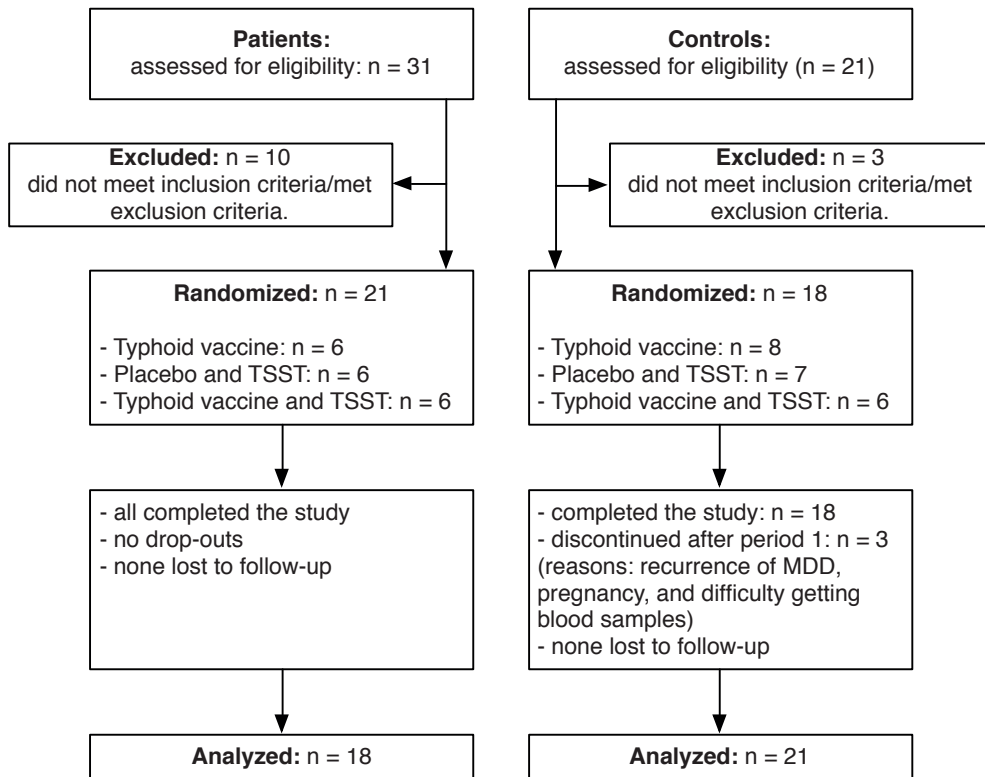 Patients:
assessed for eligibility: n = 31
Controls:
assessed for eligibility (n = 21)
Excluded: n = 10
did not meet inclusion criteria/met
exclusion criteria.
Excluded: n = 3
did not meet inclusion criteria/met
exclusion criteria.
Randomized: n = 21
- Typhoid vaccine: n = 6
- Placebo and TSST: n = 6
- Typhoid vaccine and TSST: n = 6
Randomized: n = 18
- Typhoid vaccine: n = 8
- Placebo and TSST: n = 7
- Typhoid vaccine and TSST: n = 6
- all completed the study
- no drop-outs
- none lost to follow-up
- completed the study: n = 18
- discontinued after period 1: n = 3
(reasons: recurrence of MDD,
pregnancy, and difficulty getting
blood samples)
- none lost to follow-up
Analyzed: n = 18
Analyzed: n = 21